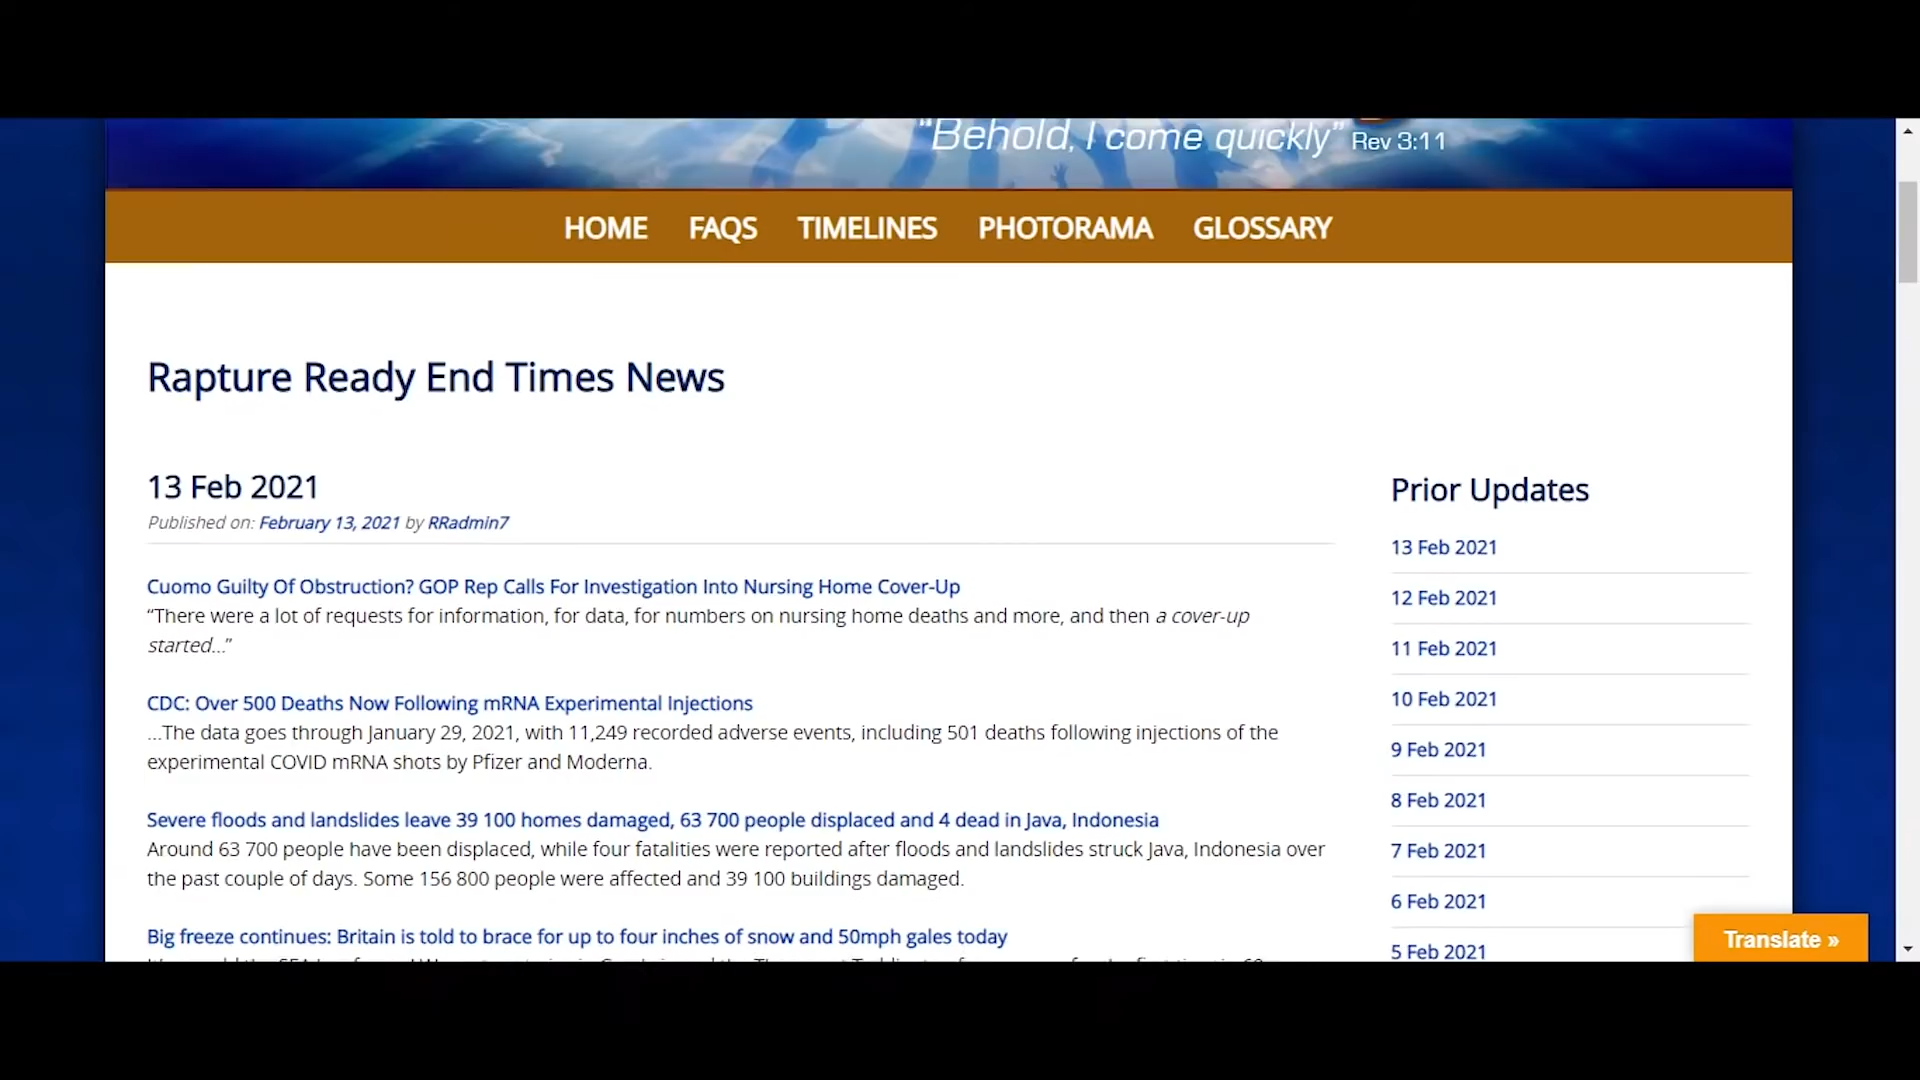 “Behold, I come quickly” Rev 3:11
HOME FAQS TIMELINES PHOTORAMA GLOSSARY
Rapture Ready End Times News
13 Feb 2021
Published on: February 13, 2021 by RRadmin7
Cuomo Guilty Of Obstruction? GOP Rep Calls For Investigation Into Nursing Home Cover-Up
“There were a lot of requests for information, for data, for numbers on nursing home deaths and more, and then a cover-up
started…”
CDC: Over 500 Deaths Now Following mRNA Experimental Injections
…The data goes through January 29, 2021, with 11,249 recorded adverse events, including 501 deaths following injections of the
experimental COVID mRNA shots by Pfizer and Moderna.
Severe floods and landslides leave 39 100 homes damaged, 63 700 people displaced and 4 dead in Java, Indonesia
Around 63 700 people have been displaced, while four fatalities were reported after floods and landslides struck Java, Indonesia over
the past couple of days. Some 156 800 people were affected and 39 100 buildings damaged.
Big freeze continues: Britain is told to brace for up to four inches of snow and 50mph gales today
Prior Updates
13 Feb 2021
12 Feb 2021
11 Feb 2021
10 Feb 2021
9 Feb 2021
8 Feb 2021
7 Feb 2021
6 Feb 2021
5 Feb 2021
Translate »